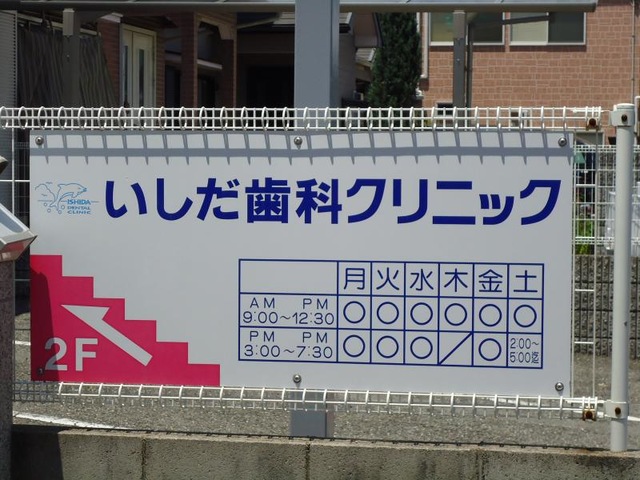 ISHIDA
DENTAL
CLINIC
いしだ歯科クリニック
月 火 水 木 金 土
AM PM
9:00~12:30 ○ ○ ○ ○ ○ ○
PM PM
3:00~7:30 ○ ○ ○ ／ ○ 2:00~
5:00迄
2F